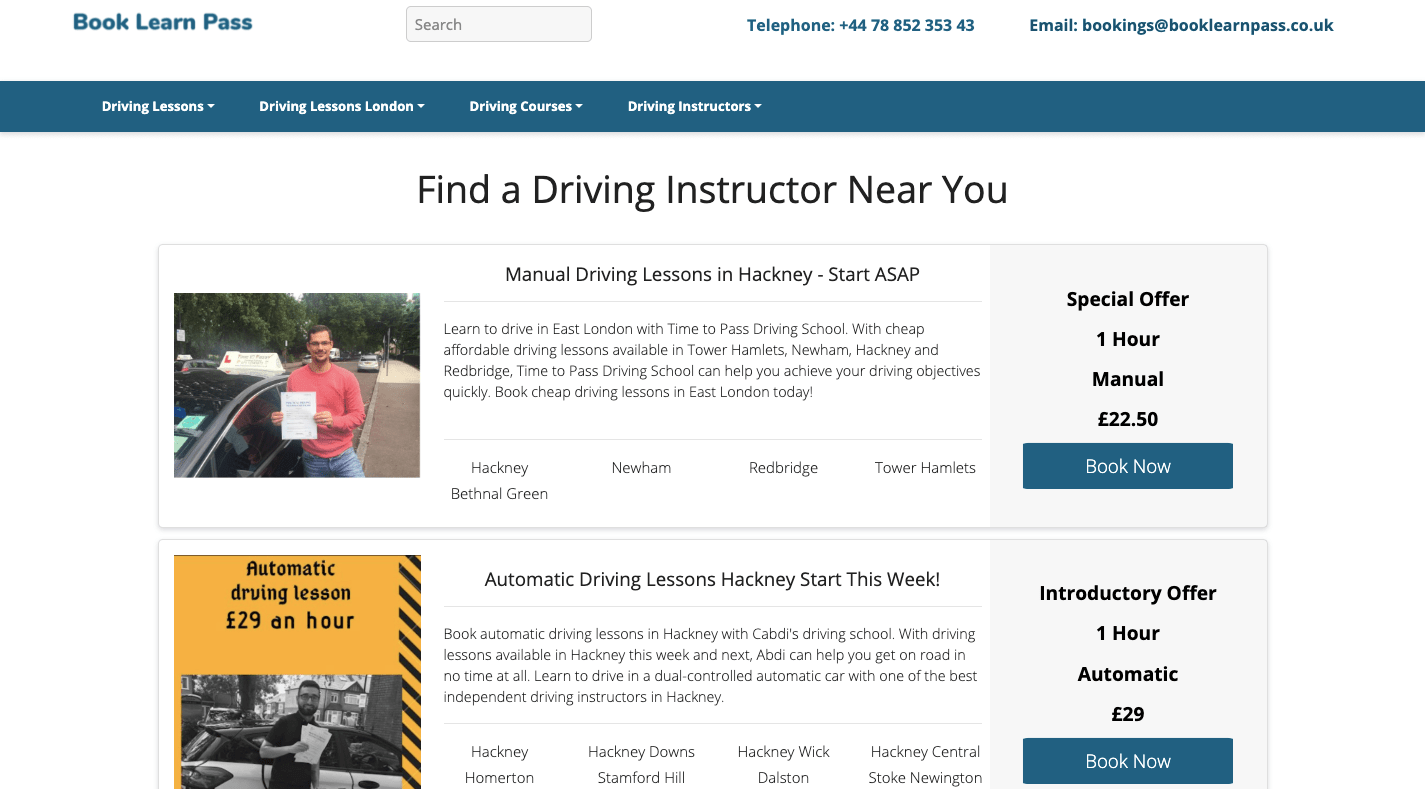 Book Learn Pass
Search
Telephone: +44 78 852 353 43
Email: bookings@booklearnpass.co.uk
Driving Lessons
Driving Lessons London
Driving Courses
Driving Instructors
Find a Driving Instructor Near You
Manual Driving Lessons in Hackney - Start ASAP
Learn to drive in East London with Time to Pass Driving School. With cheap
affordable driving lessons available in Tower Hamlets, Newham, Hackney and
Redbridge, Time to Pass Driving School can help you achieve your driving objectives
quickly. Book cheap driving lessons in East London today!
Hackney Newham Redbridge Tower Hamlets
Bethnal Green
Special Offer
1 Hour
Manual
£22.50
Book Now
Automatic
drving lesson
£29 an hour
Automatic Driving Lessons Hackney Start This Week!
Book automatic driving lessons in Hackney with Cabdi's driving school. With driving
lessons available in Hackney this week and next, Abdi can help you get on road in
no time at all. Learn to drive in a dual-controlled automatic car with one of the best
independent driving instructors in Hackney.
Hackney Hackney Downs Hackney Wick Hackney Central
Homerton Stamford Hill Dalston Stoke Newington
Introductory Offer
1 Hour
Automatic
£29
Book Now